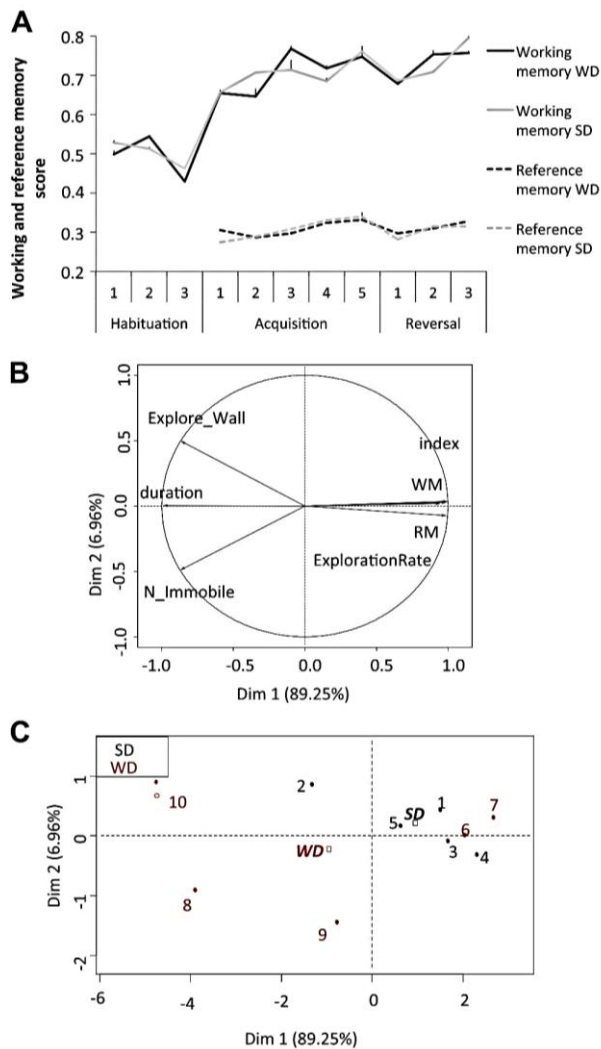 A
Working and reference memory
score
0.8
0.7
0.6
0.5
0.4
0.3
0.2
1 2 3 1 2 3 4 5 1 2 3
Habituation Acquisition Reversal
Working
memory WD
Working
memory SD
Reference
memory WD
Reference
memory SD
B
Dim 2 (6.96%)
1.0
0.5
0.0
-0.5
-1.0
Explore_Wall
index
duration
WM
RM
ExplorationRate
N_Immobile
-1.0 -0.5 0.0 0.5 1.0
Dim 1 (89.25%)
C
SD
WD
Dim 2 (6.96%)
1
0
-1
-2
10
2
5
SD
1
7
6
WD
3
4
8
9
-6 -4 -2 0 2
Dim 1 (89.25%)